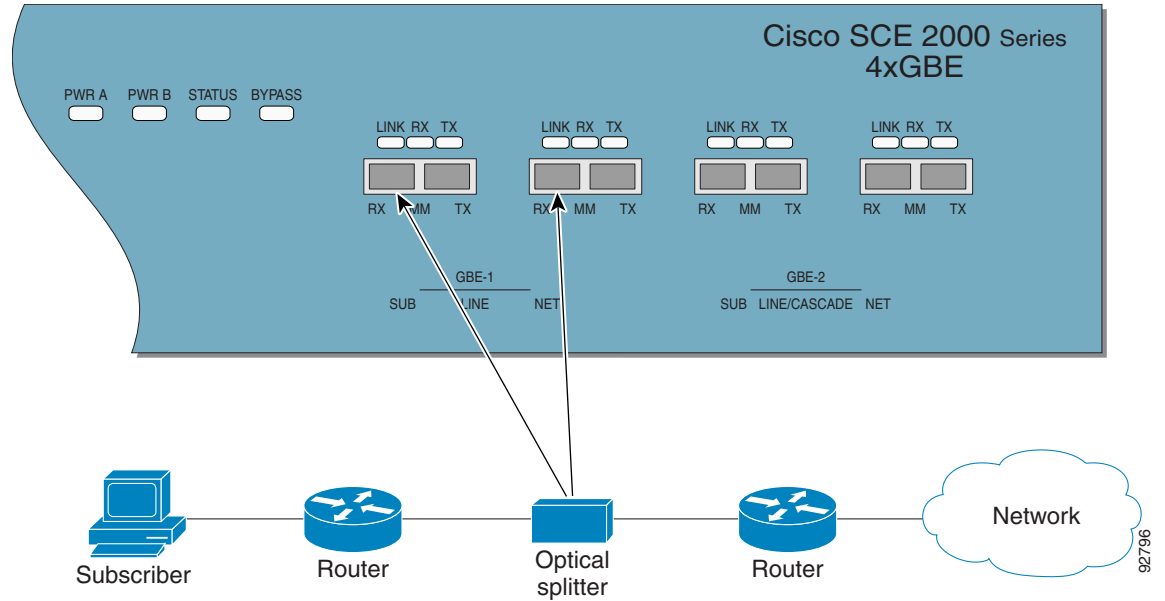 Cisco SCE 2000 Series
4xGBE
PWR A PWR B STATUS BYPASS
LINK RX TX LINK RX TX LINK RX TX LINK RX TX
RX MM TX RX MM TX RX MM TX RX MM TX
GBE-1 GBE-2
SUB LINE NET SUB LINE/CASCADE NET
Subscriber Router Optical splitter Router Network
92796